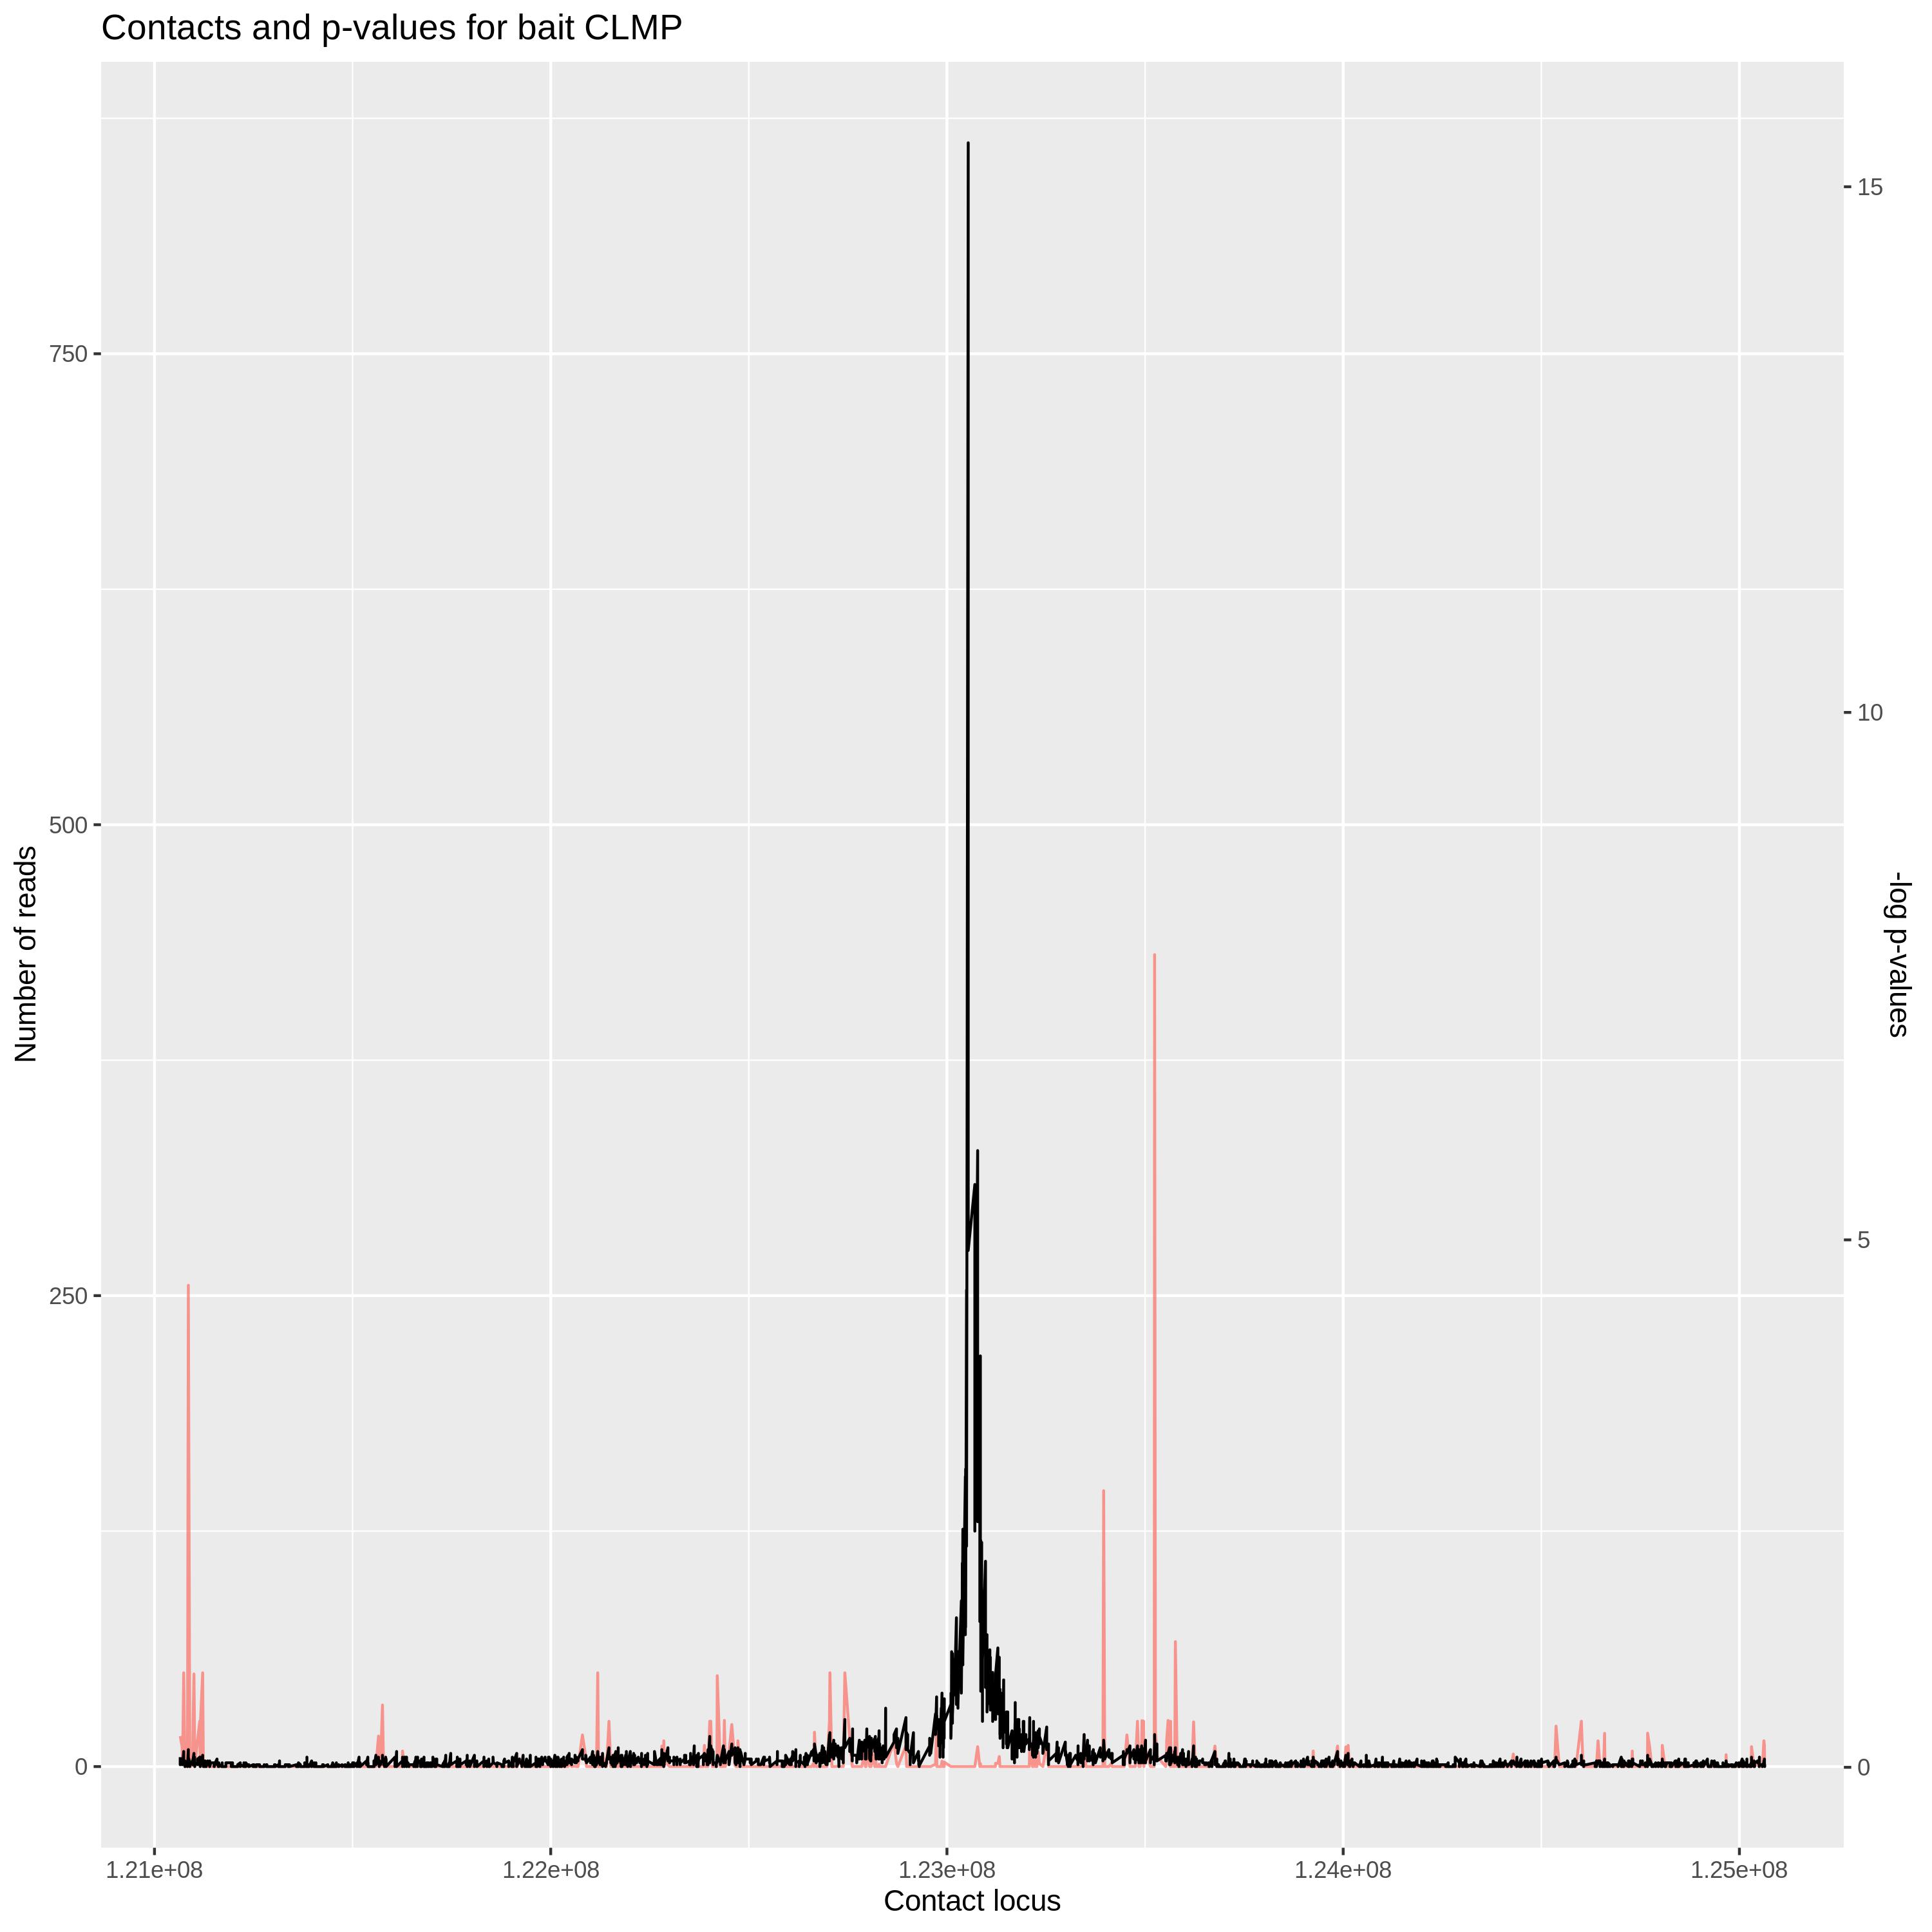 Contacts and p-values for bait CLMP
750
500
250
0
Number of reads
15
10
5
0
-log p-values
1.21e+08
1.22e+08
1.23e+08
1.24e+08
1.25e+08
Contact locus